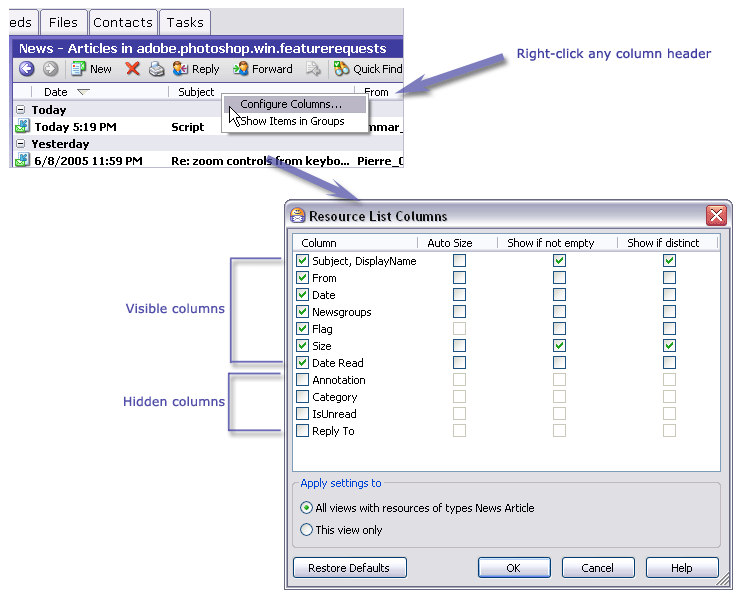 eds Files Contacts Tasks
News - Articles in adobe.photoshop.win.featurerequests
New Reply Forward Quick Find
Right-click any column header
Date Subject From
Configure Columns...
Show Items in Groups
Today
Today 5:19 PM Script mmar_
Yesterday
6/8/2005 11:59 PM Re: zoom controls from keybo... Pierre_
Resource List Columns
Column Auto Size Show if not empty Show if distinct
Subject, DisplayName
From
Date
Visible columns
Newsgroups
Flag
Size
Date Read
Annotation
Hidden columns
Category
IsUnread
Reply To
Apply settings to
All views with resources of types News Article
This view only
Restore Defaults OK Cancel Help